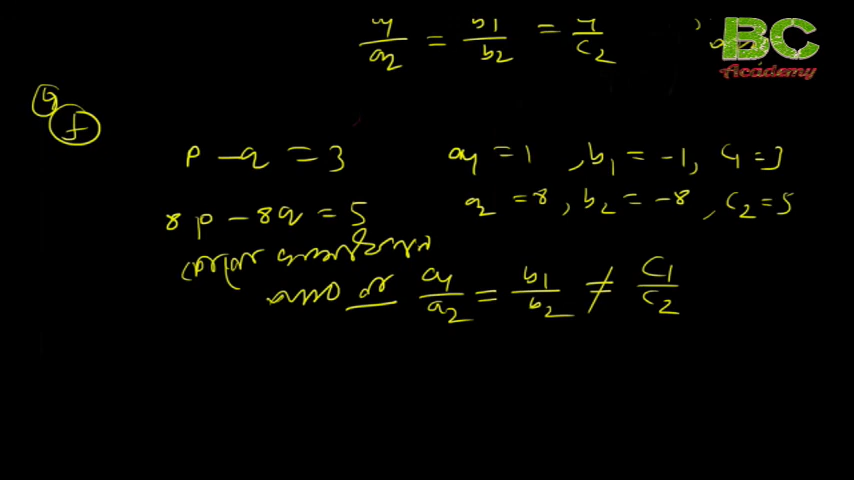 a1/a2 = b1/b2 = c1/c2
BC
Academy
p - q = 3 a1 = 1, b1 = -1, c1 = 3
8p - 8q = 5 a2 = 8, b2 = -8, c2 = 5
কোনো সমাধান
a1/a2 = b1/b2 ≠ c1/c2